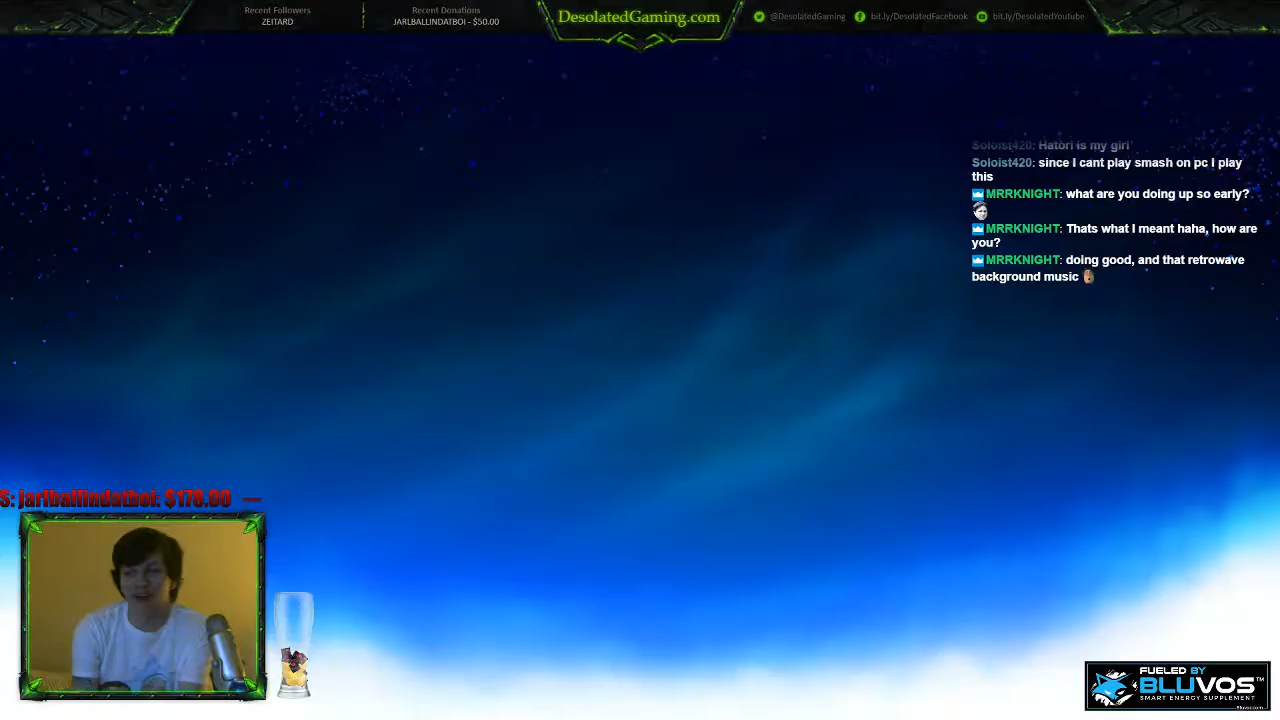 Recent Followers
ZEITARD
Recent Donations
JARLBALLINDATBOI - $50.00
DesolatedGaming.com
@DesolatedGaming
bit.ly/DesolatedFacebook
bit.ly/DesolatedYoutube
Soloist420: Hatori is my girl
Soloist420: since I cant play smash on pc I play
this
MRRKNIGHT: what are you doing up so early?
MRRKNIGHT: Thats what I meant haha, how are
you?
MRRKNIGHT: doing good, and that retrowave
background music
S: jarlballindatboi: $178.00
FUELED BY
BLUVOS™
SMART ENERGY SUPPLEMENT
Bluvos.com